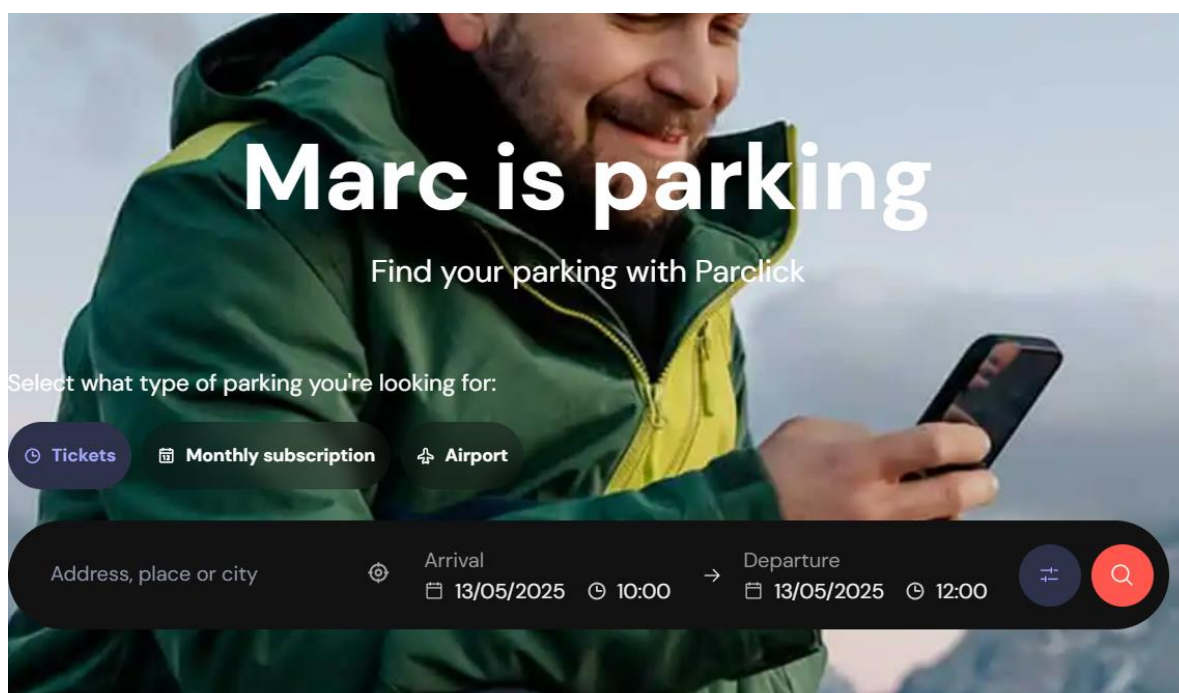 Marc is parking
Find your parking with Parclick
Select what type of parking you're looking for:
Tickets Monthly subscription Airport
Arrival Departure
Address, place or city 13/05/2025 10:00 → 13/05/2025 12:00